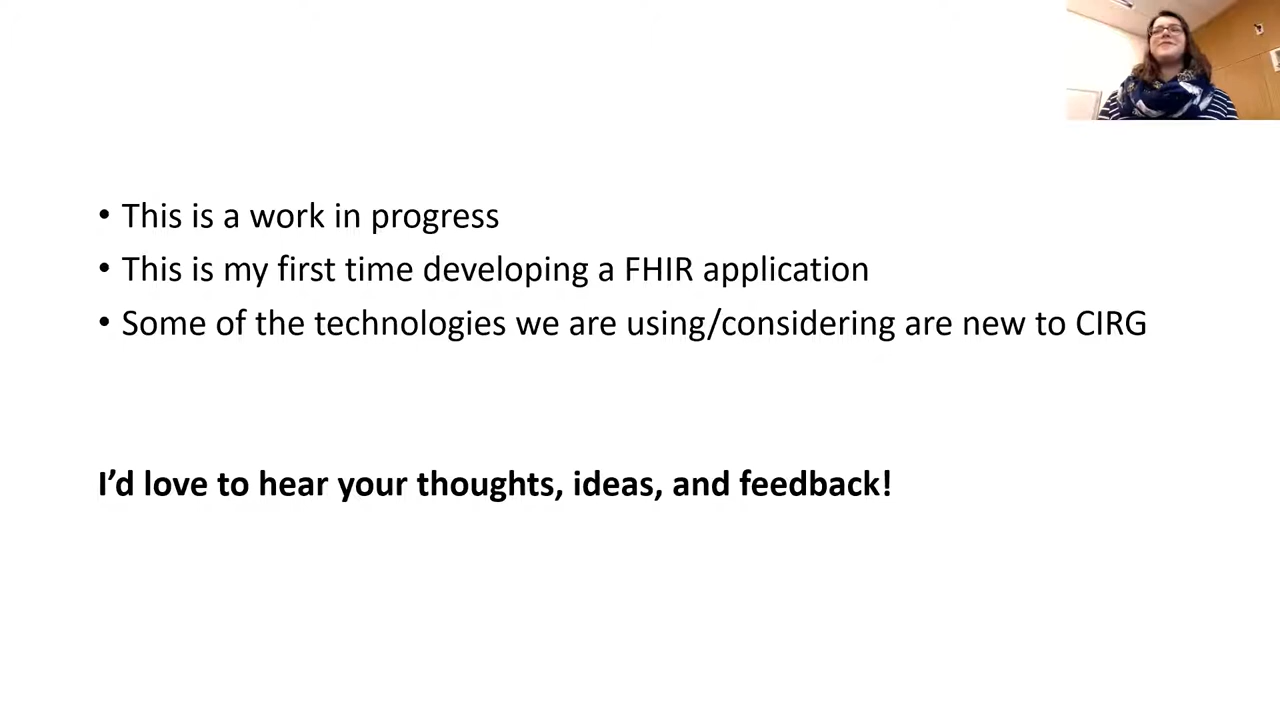 • This is a work in progress
• This is my first time developing a FHIR application
• Some of the technologies we are using/considering are new to CIRG
I’d love to hear your thoughts, ideas, and feedback!